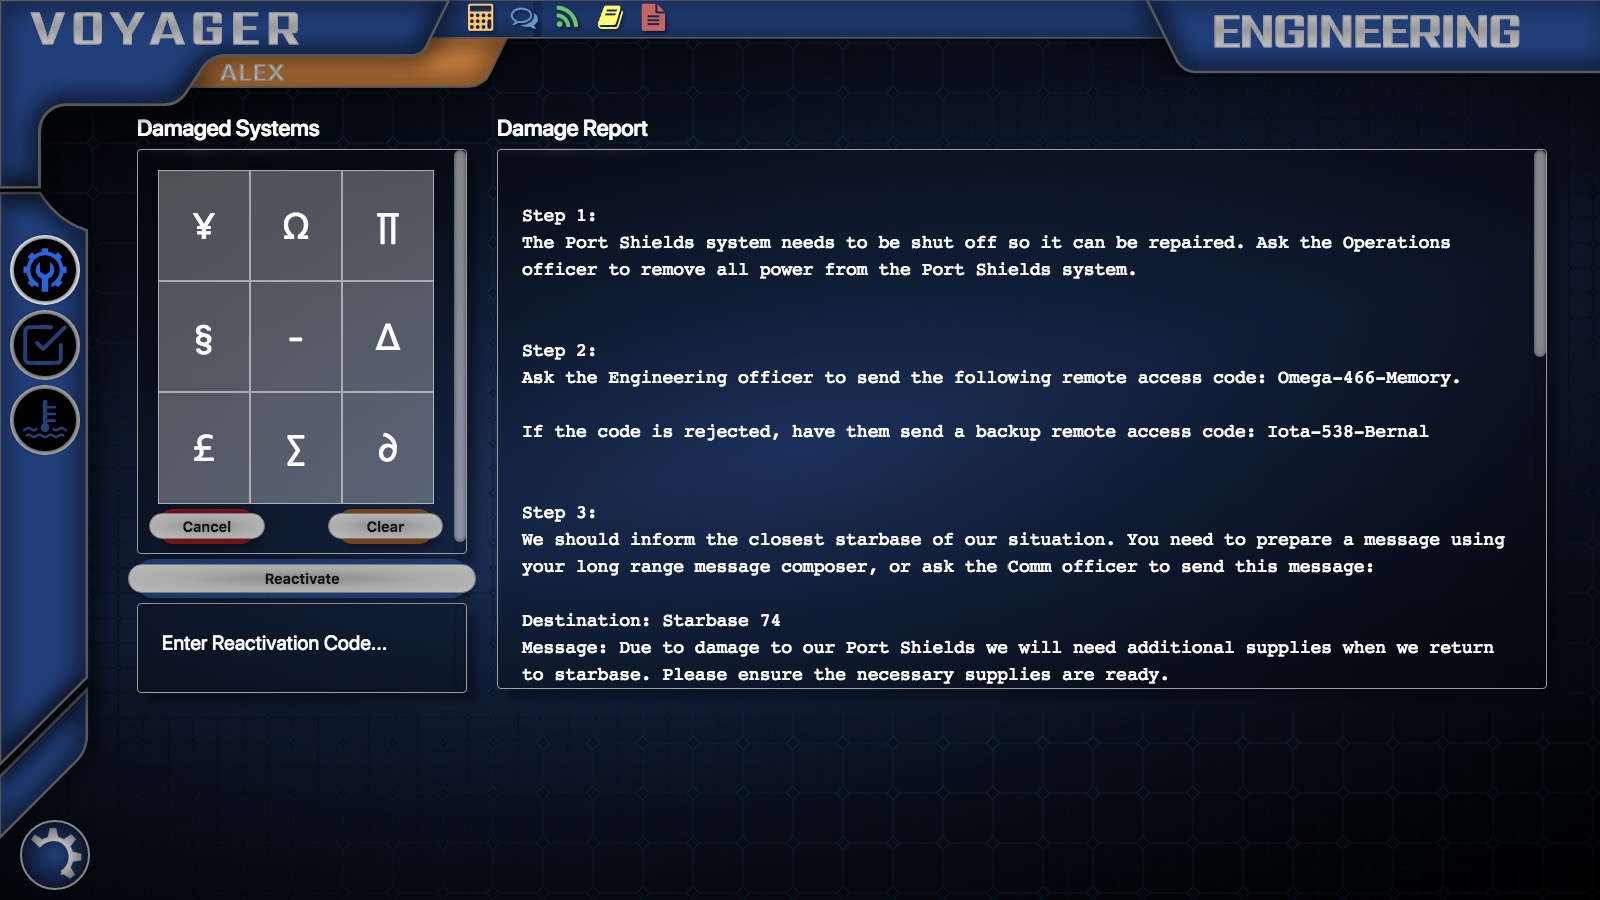 VOYAGER
ENGINEERING
ALEX
Damaged Systems
Damage Report
¥ Ω ∏
§ - Δ
£ ∑ ∂
Cancel Clear
Reactivate
Enter Reactivation Code...
Step 1:
The Port Shields system needs to be shut off so it can be repaired. Ask the Operations
officer to remove all power from the Port Shields system.
Step 2:
Ask the Engineering officer to send the following remote access code: Omega-466-Memory.
If the code is rejected, have them send a backup remote access code: Iota-538-Bernal
Step 3:
We should inform the closest starbase of our situation. You need to prepare a message using
your long range message composer, or ask the Comm officer to send this message:
Destination: Starbase 74
Message: Due to damage to our Port Shields we will need additional supplies when we return
to starbase. Please ensure the necessary supplies are ready.